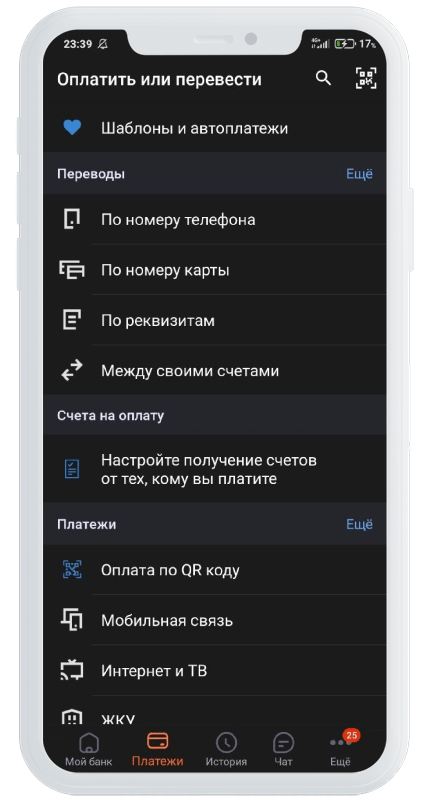 23:39 4G+ 17%
Оплатить или перевести
Шаблоны и автоплатежи
Переводы Ещё
По номеру телефона
По номеру карты
По реквизитам
Между своими счетами
Счета на оплату
Настройте получение счетов
от тех, кому вы платите
Платежи Ещё
Оплата по QR коду
Мобильная связь
Интернет и ТВ
ЖКУ
25
Мой банк Платежи История Чат Ещё